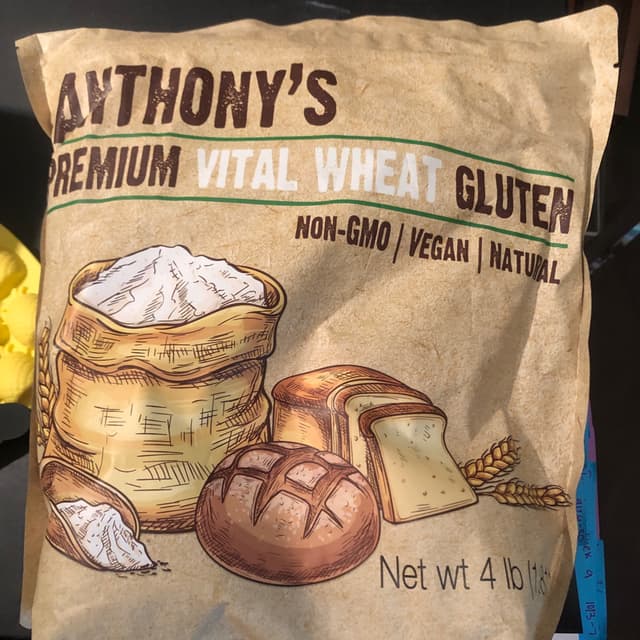 ANTHONY'S
PREMIUM VITAL WHEAT GLUTEN
NON-GMO | VEGAN | NATURAL
Net wt 4 lb